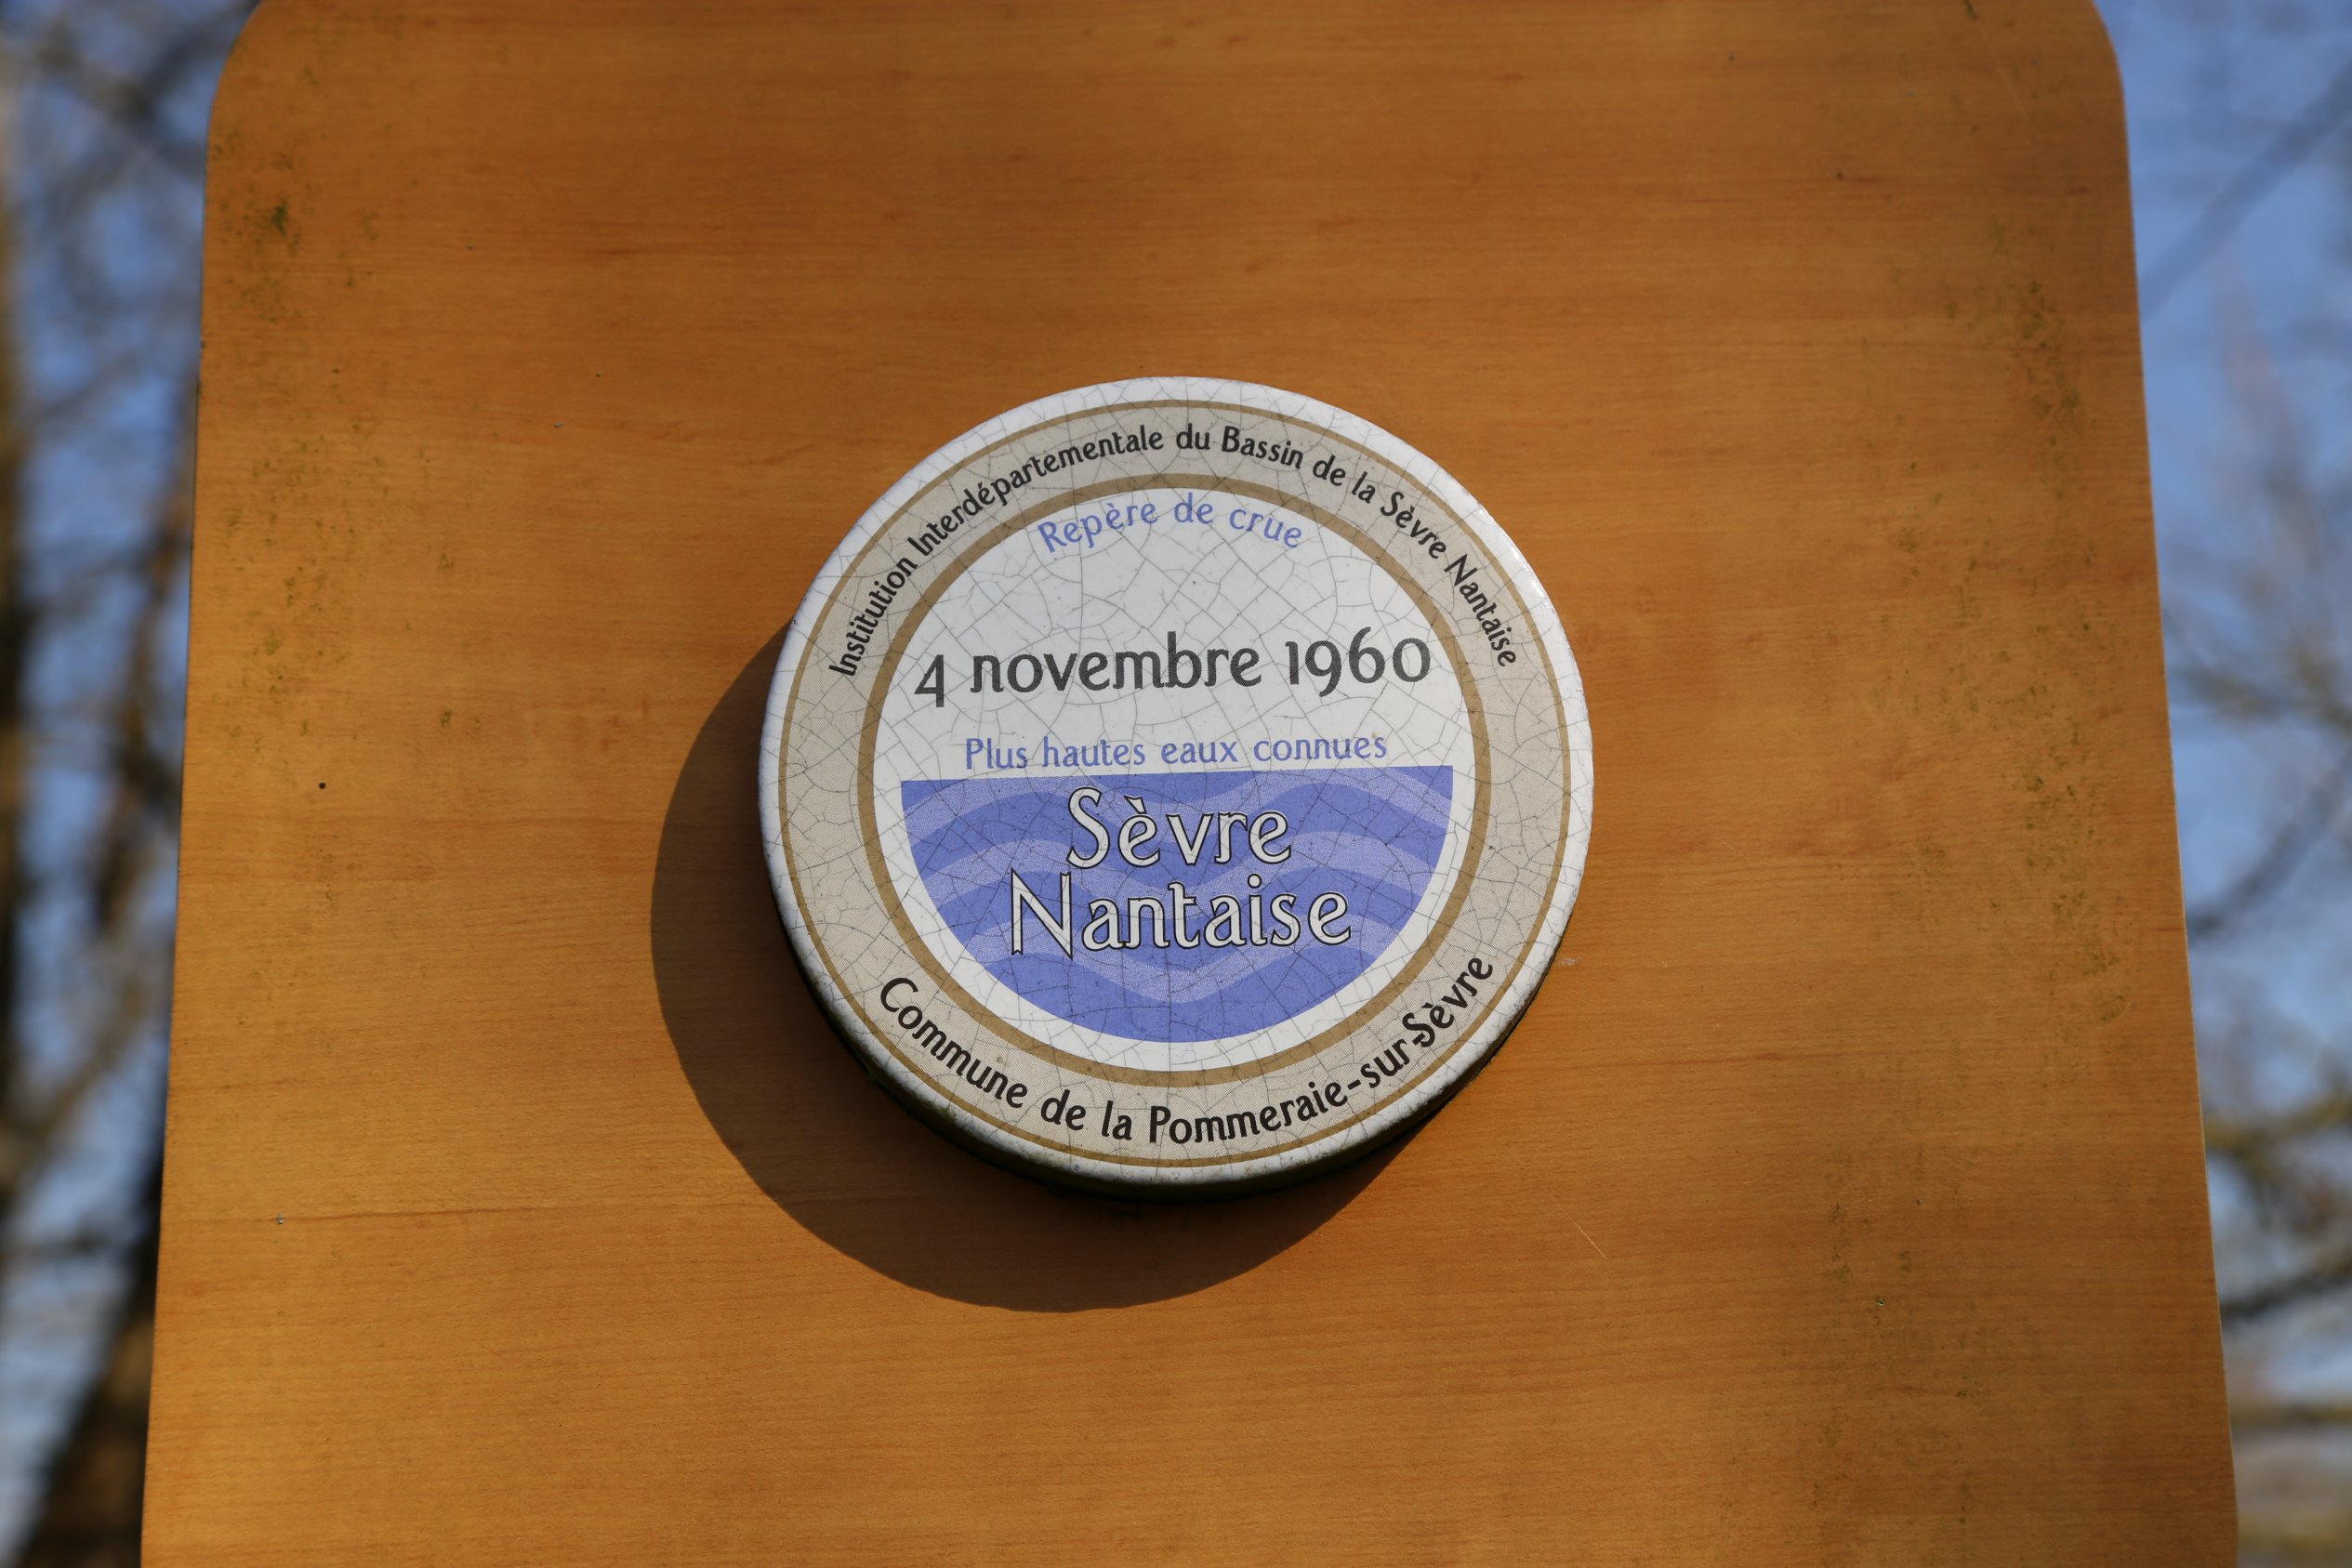 Institution Interdépartementale du Bassin de la Sèvre Nantaise
Repère de crue
4 novembre 1960
Plus hautes eaux connues
Sèvre
Nantaise
Commune de la Pommeraie-sur-Sèvre